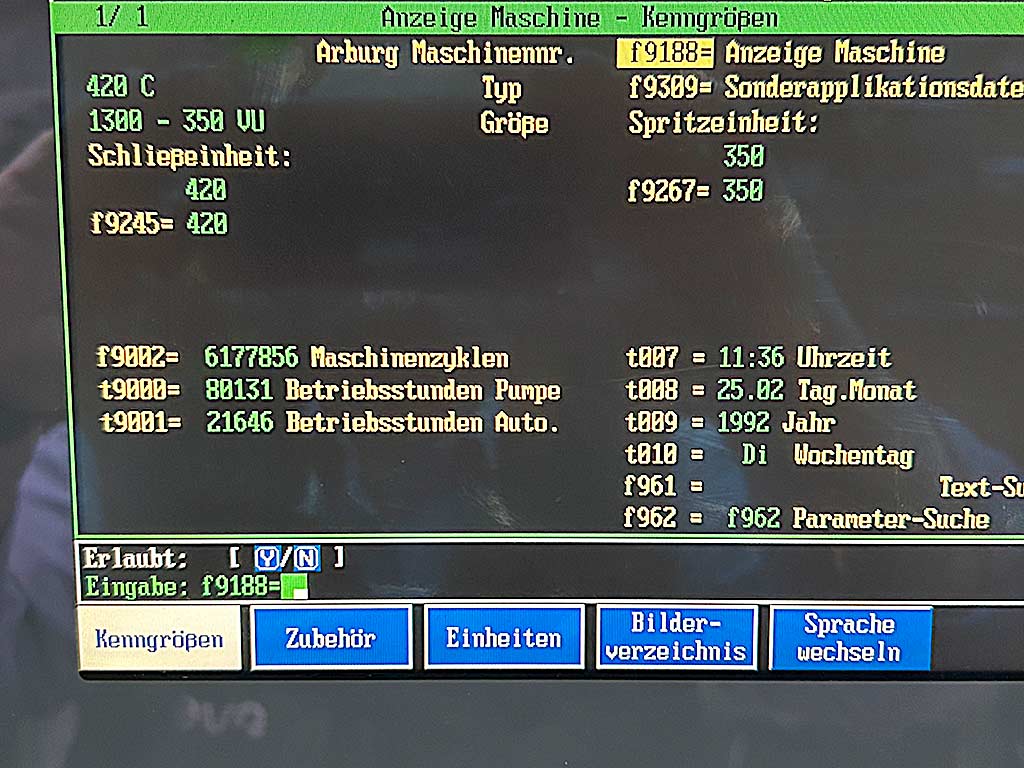 1/ 1 Anzeige Maschine - Kenngrößen
Arburg Maschinennr. f9188= Anzeige Maschine
420 C Typ f9309= Sonderapplikationsdate
1300 - 350 VU Größe Spritzeinheit:
Schließeinheit: 350
420 f9267= 350
f9245= 420
f9002= 6177856 Maschinenzyklen t007 = 11:36 Uhrzeit
t9000= 80131 Betriebsstunden Pumpe t008 = 25.02 Tag.Monat
t9001= 21646 Betriebsstunden Auto. t009 = 1992 Jahr
t010 = Di Wochentag
f961 = Text-Su
f962 = f962 Parameter-Suche
Erlaubt: [ Y/N ]
Eingabe: f9188=
Kenngrößen Zubehör Einheiten Bilder-verzeichnis Sprache wechseln